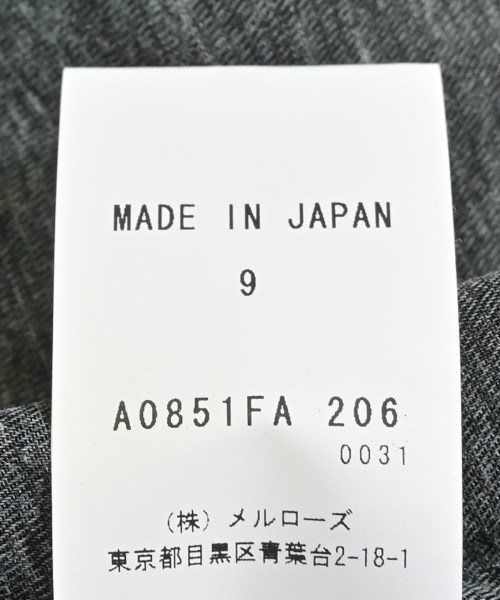 MADE IN JAPAN
9
A0851FA 206
0031
(株) メルローズ
東京都目黒区青葉台2-18-1